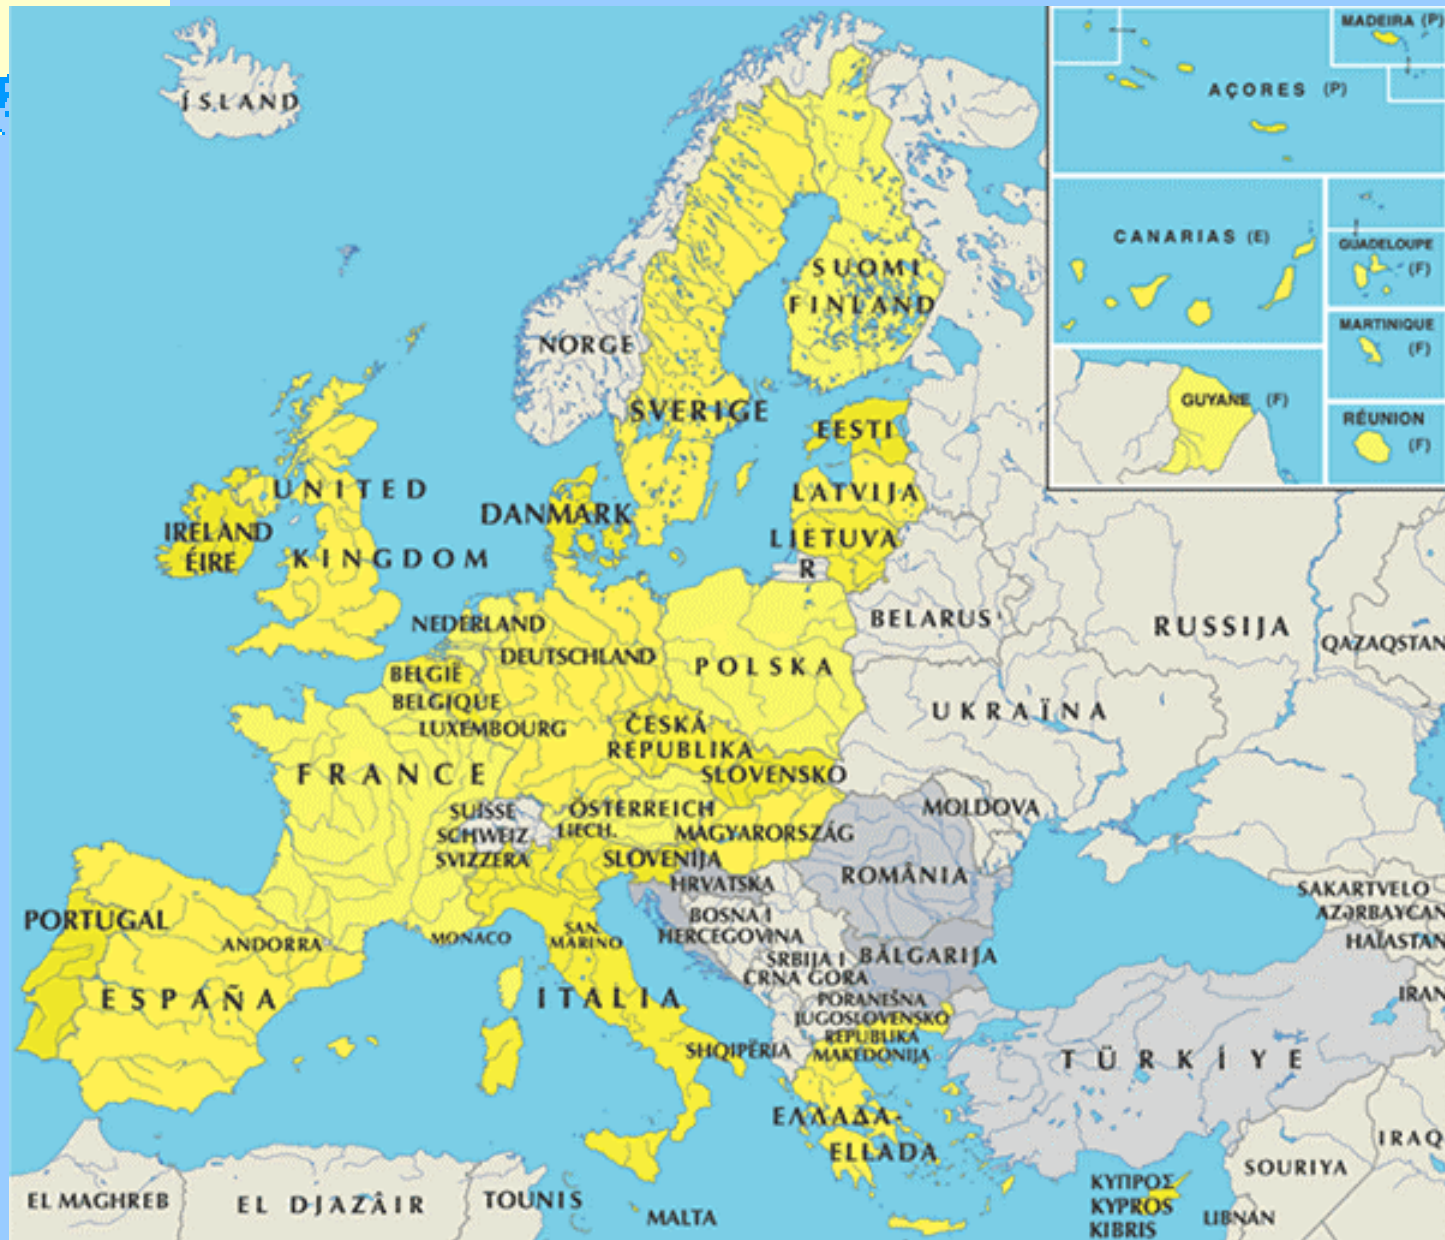 MADEIRA (P)
AÇORES (P)
ÍSLAND
CANARIAS (E)
GUADELOUPE
(F)
SUOMI
FINLAND
MARTINIQUE
(F)
NORGE
GUYANE (F)
SVERIGE
RÉUNION
(F)
EESTI
UNITED
KINGDOM
LATVIJA
DANMARK
IRELAND
ÉIRE
LIETUVA
R
BELARUS
RUSSIJA
QAZAQSTAN
NEDERLAND
DEUTSCHLAND
POLSKA
BELGIË
BELGIQUE
LUXEMBOURG
UKRAÏNA
ČESKÁ
REPUBLIKA
SLOVENSKO
FRANCE
SUISSE
SCHWEIZ
SVIZZERA
ÖSTERREICH
LIECH.
MAGYARORSZÁG
MOLDOVA
SLOVENIJA
HRVATSKA
ROMÂNIA
SAKARTVELO
AZƏRBAYCAN
HAÏASTAN
IRAN
PORTUGAL
ANDORRA
MONACO
SAN
MARINO
BOSNA I
HERCEGOVINA
SRBIJA I
CRNA GORA
BĂLGARIJA
ESPAÑA
ITALIA
PORANEŠNA
JUGOSLOVENSKO
REPUBLIKA
MAKEDONIJA
SHQIPËRIA
TÜRKİYE
ΕΛΛΑΔΑ-
ELLADA
IRAQ
SOURIYA
ΚΥΠΡΟΣ
KYPROS
KIBRIS
LIBNAN
EL MAGHREB
EL DJAZÂIR
TOUNIS
MALTA